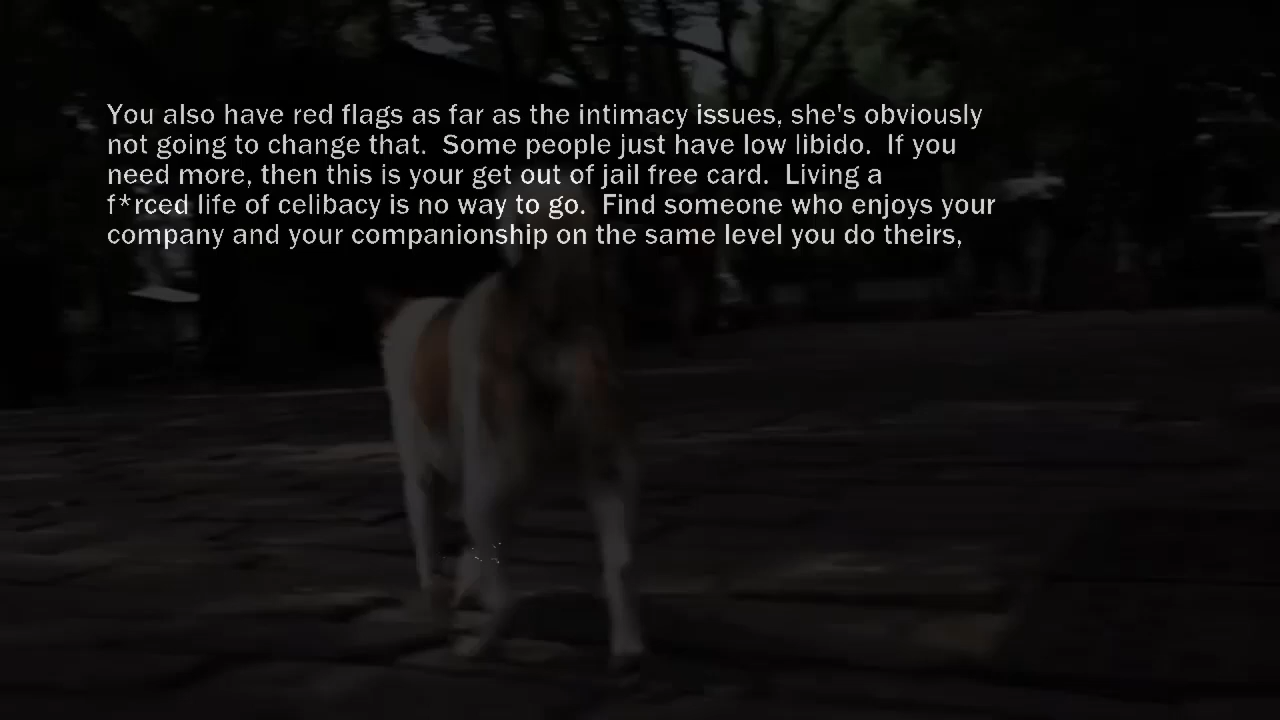 You also have red flags as far as the intimacy issues, she's obviously
not going to change that.  Some people just have low libido.  If you
need more, then this is your get out of jail free card.  Living a
f*rced life of celibacy is no way to go.  Find someone who enjoys your
company and your companionship on the same level you do theirs,